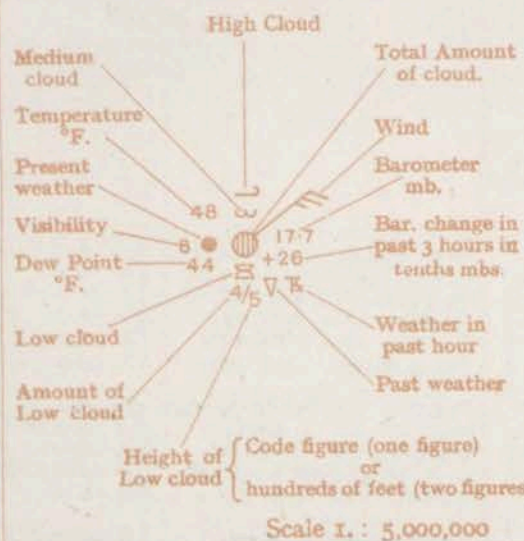 High Cloud
Medium
cloud
Total Amount
of cloud.
Temperature
°F.
Wind
Present
weather
Barometer
mb.
48
Visibility
6
17.7
Bar. change in
past 3 hours in
tenths mbs.
Dew Point
°F.
44
+26
4/5
Low cloud
Weather in
past hour
Amount of
Low cloud
Past weather
Height of
Low cloud
Code figure (one figure)
or
hundreds of feet (two figures
Scale 1. : 5,000,000